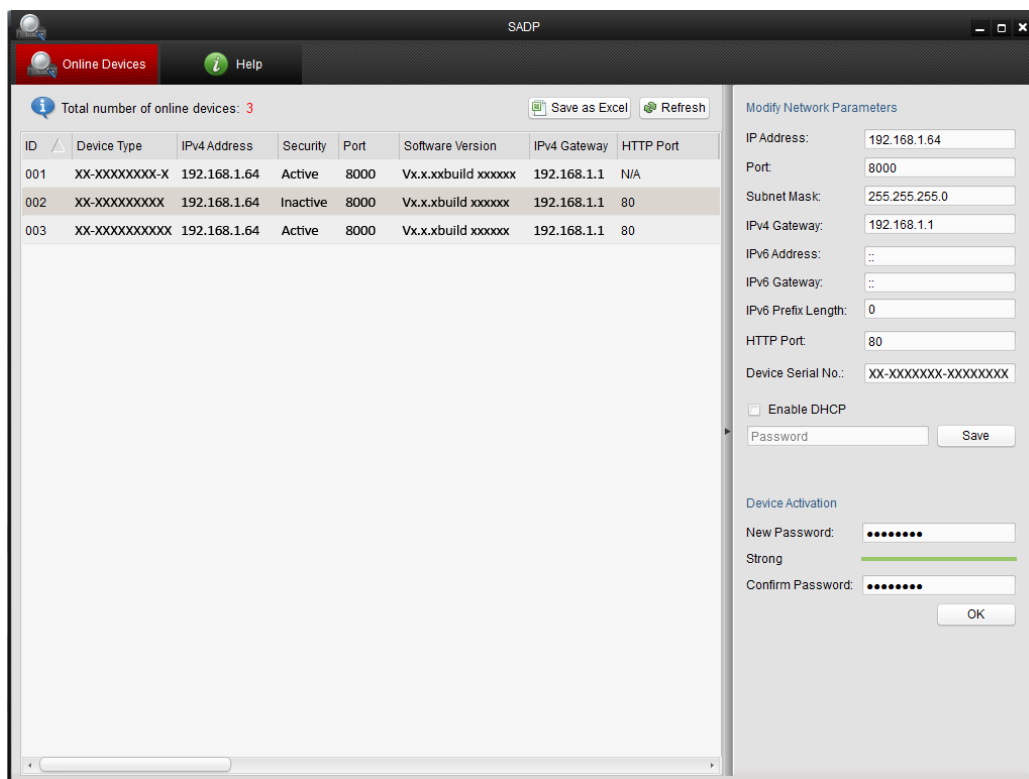 SADP
Online Devices Help
Total number of online devices: 3 Save as Excel Refresh
ID Device Type IPv4 Address Security Port Software Version IPv4 Gateway HTTP Port
001 XX-XXXXXXXX-X 192.168.1.64 Active 8000 Vx.x.xxbuild xxxxxx 192.168.1.1 N/A
002 XX-XXXXXXXXX 192.168.1.64 Inactive 8000 Vx.x.xbuild xxxxxx 192.168.1.1 80
003 XX-XXXXXXXXXX 192.168.1.64 Active 8000 Vx.x.xbuild xxxxxx 192.168.1.1 80
Modify Network Parameters
IP Address: 192.168.1.64
Port: 8000
Subnet Mask: 255.255.255.0
IPv4 Gateway: 192.168.1.1
IPv6 Address: ::
IPv6 Gateway: ::
IPv6 Prefix Length: 0
HTTP Port: 80
Device Serial No.: XX-XXXXXXX-XXXXXXXX
Enable DHCP
Password Save
Device Activation
New Password: ●●●●●●●●
Strong
Confirm Password: ●●●●●●●●
OK